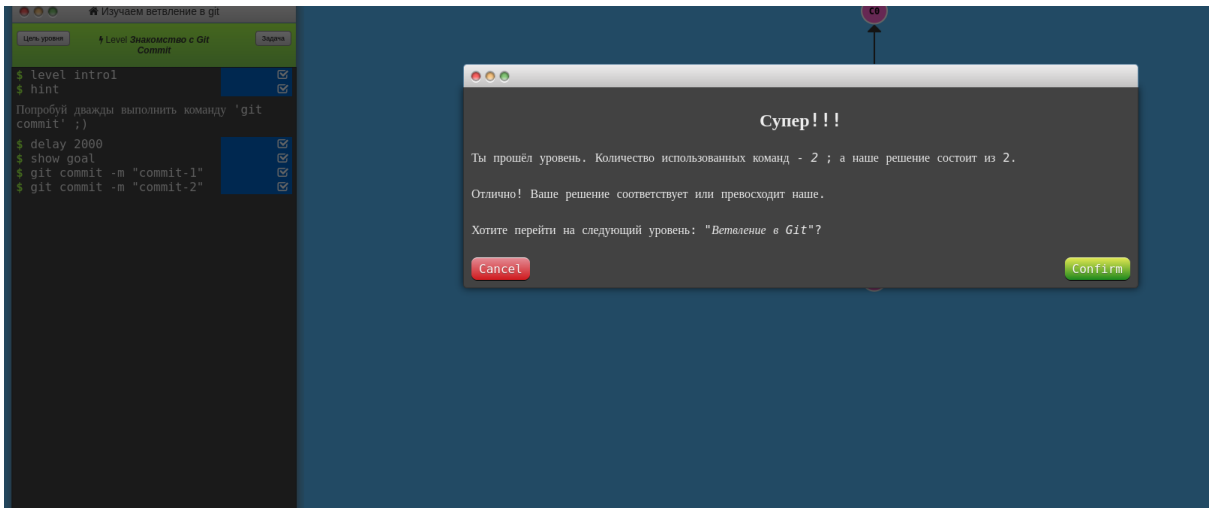 Изучаем ветвление в git
C0
Цель уровня
Level Знакомство с Git
Commit
Задача
$ level intro1
$ hint
Попробуй дважды выполнить команду 'git
commit' ;)
$ delay 2000
$ show goal
$ git commit -m "commit-1"
$ git commit -m "commit-2"
Супер!!!
Ты прошёл уровень. Количество использованных команд - 2 ; а наше решение состоит из 2.
Отлично! Ваше решение соответствует или превосходит наше.
Хотите перейти на следующий уровень: "Ветвление в Git"?
Cancel
Confirm